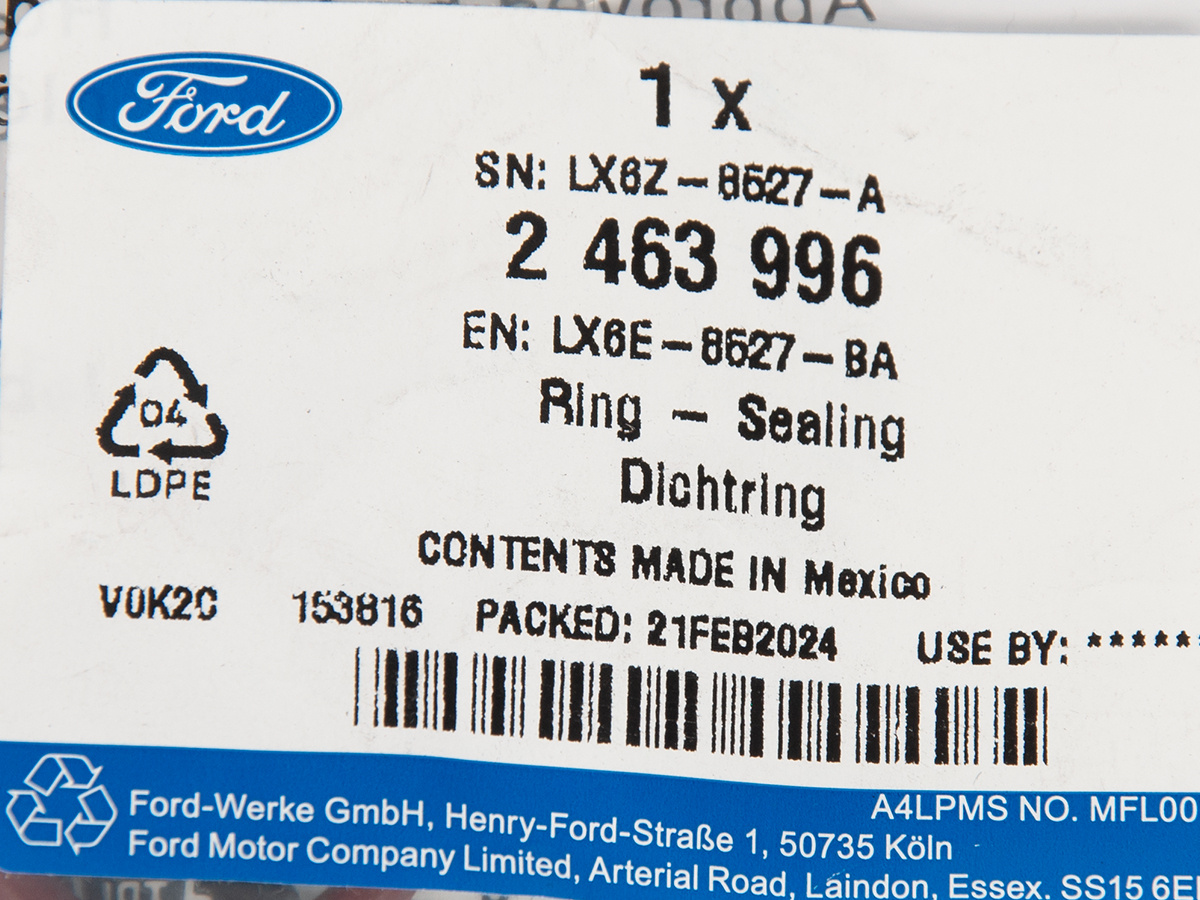 Ford
1 x
SN: LX6Z-8527-A
2 463 996
EN: LX6E-8527-BA
Ring - Sealing
Dichtring
04
LDPE
CONTENTS MADE IN Mexico
V0K2C 153816 PACKED: 21FEB2024 USE BY: ******
Ford-Werke GmbH, Henry-Ford-Straße 1, 50735 Köln
A4LPMS NO. MFL00
Ford Motor Company Limited, Arterial Road, Laindon, Essex. SS15 6E